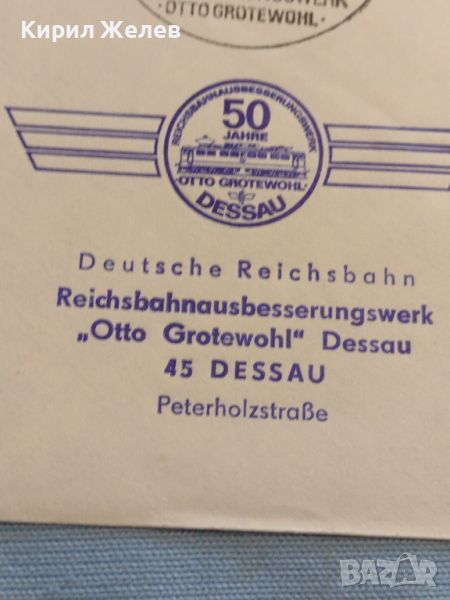 Кирил Желев
· OTTO GROTEWOHL ·
REICHSBAHNAUSBESSERUNGSWERK
50
JAHRE
· OTTO GROTEWOHL ·
DESSAU
Deutsche Reichsbahn
Reichsbahnausbesserungswerk
„Otto Grotewohl" Dessau
45 DESSAU
Peterholzstraße
BAZAR